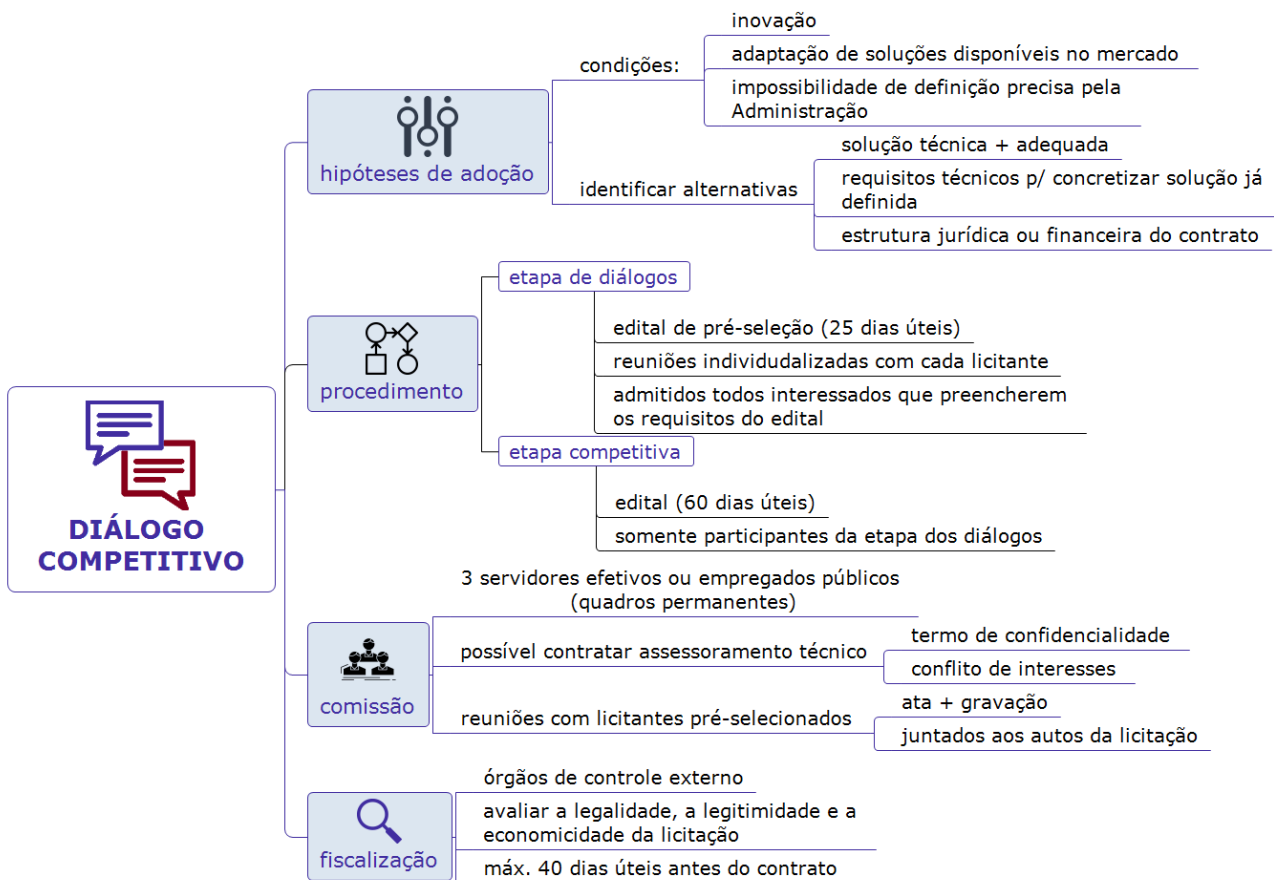 DIÁLOGO
COMPETITIVO
hipóteses de adoção
condições:
inovação
adaptação de soluções disponíveis no mercado
impossibilidade de definição precisa pela
Administração
identificar alternativas
solução técnica + adequada
requisitos técnicos p/ concretizar solução já
definida
estrutura jurídica ou financeira do contrato
procedimento
etapa de diálogos
edital de pré-seleção (25 dias úteis)
reuniões individudalizadas com cada licitante
admitidos todos interessados que preencherem
os requisitos do edital
etapa competitiva
edital (60 dias úteis)
somente participantes da etapa dos diálogos
comissão
3 servidores efetivos ou empregados públicos
(quadros permanentes)
possível contratar assessoramento técnico
termo de confidencialidade
conflito de interesses
reuniões com licitantes pré-selecionados
ata + gravação
juntados aos autos da licitação
fiscalização
órgãos de controle externo
avaliar a legalidade, a legitimidade e a
economicidade da licitação
máx. 40 dias úteis antes do contrato